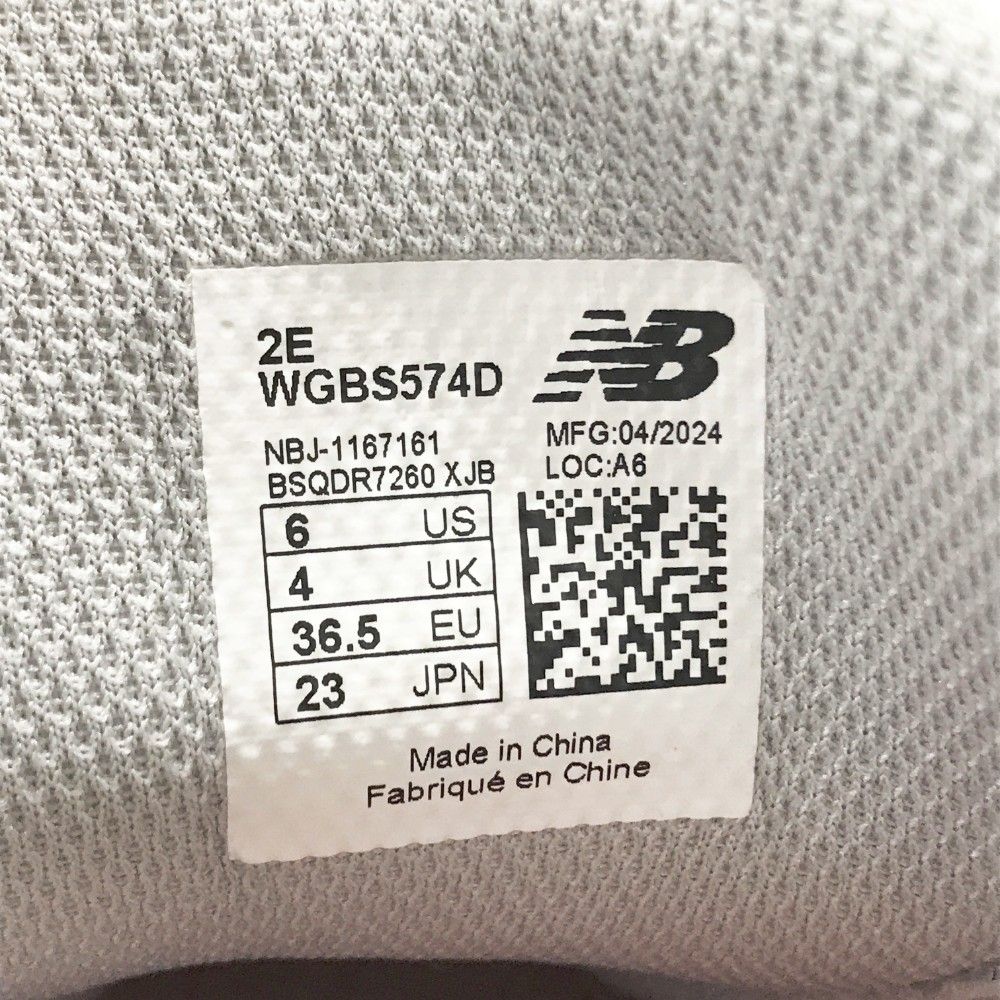 2E
WGBS574D
NB
NBJ-1167161
BSQDR7260 XJB
MFG:04/2024
LOC:A6
6 US
4 UK
36.5 EU
23 JPN
Made in China
Fabriqué en Chine